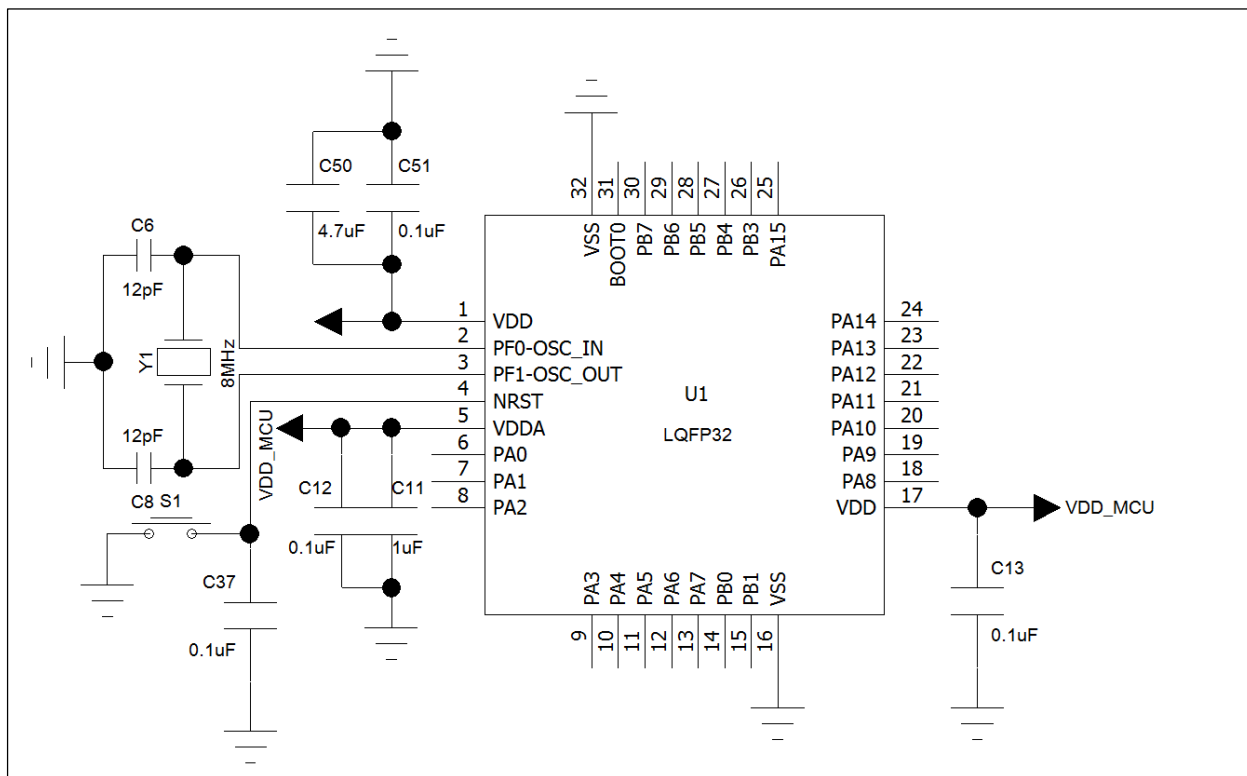 C50
C51
4.7uF
0.1uF
C6
12pF
Y1
8MHz
12pF
C8
S1
VDD_MCU
C37
0.1uF
C12
C11
0.1uF
1uF
32
31
30
29
28
27
26
25
VSS
BOOT0
PB7
PB6
PB5
PB4
PB3
PA15
1
VDD
2
PF0-OSC_IN
3
PF1-OSC_OUT
4
NRST
5
VDDA
6
PA0
7
PA1
8
PA2
U1
LQFP32
PA14
24
PA13
23
PA12
22
PA11
21
PA10
20
PA9
19
PA8
18
VDD
17
VDD_MCU
C13
0.1uF
PA3
PA4
PA5
PA6
PA7
PB0
PB1
VSS
9
10
11
12
13
14
15
16